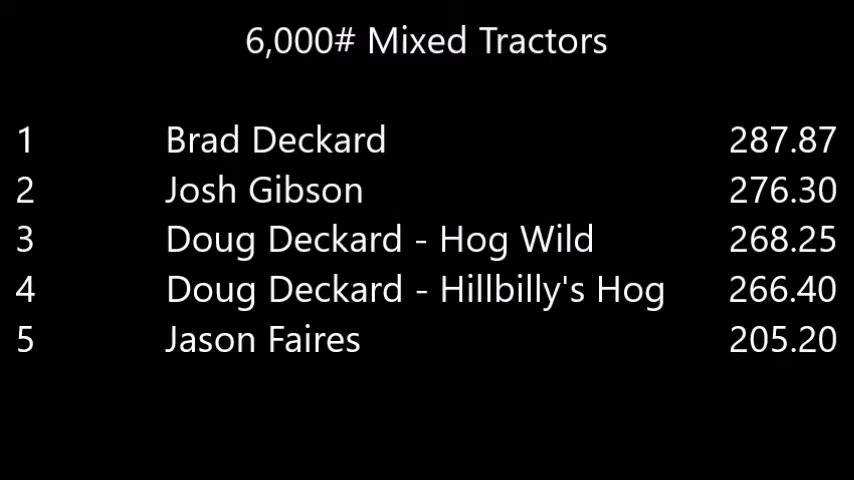 6,000# Mixed Tractors
1 Brad Deckard 287.87
2 Josh Gibson 276.30
3 Doug Deckard - Hog Wild 268.25
4 Doug Deckard - Hillbilly's Hog 266.40
5 Jason Faires 205.20